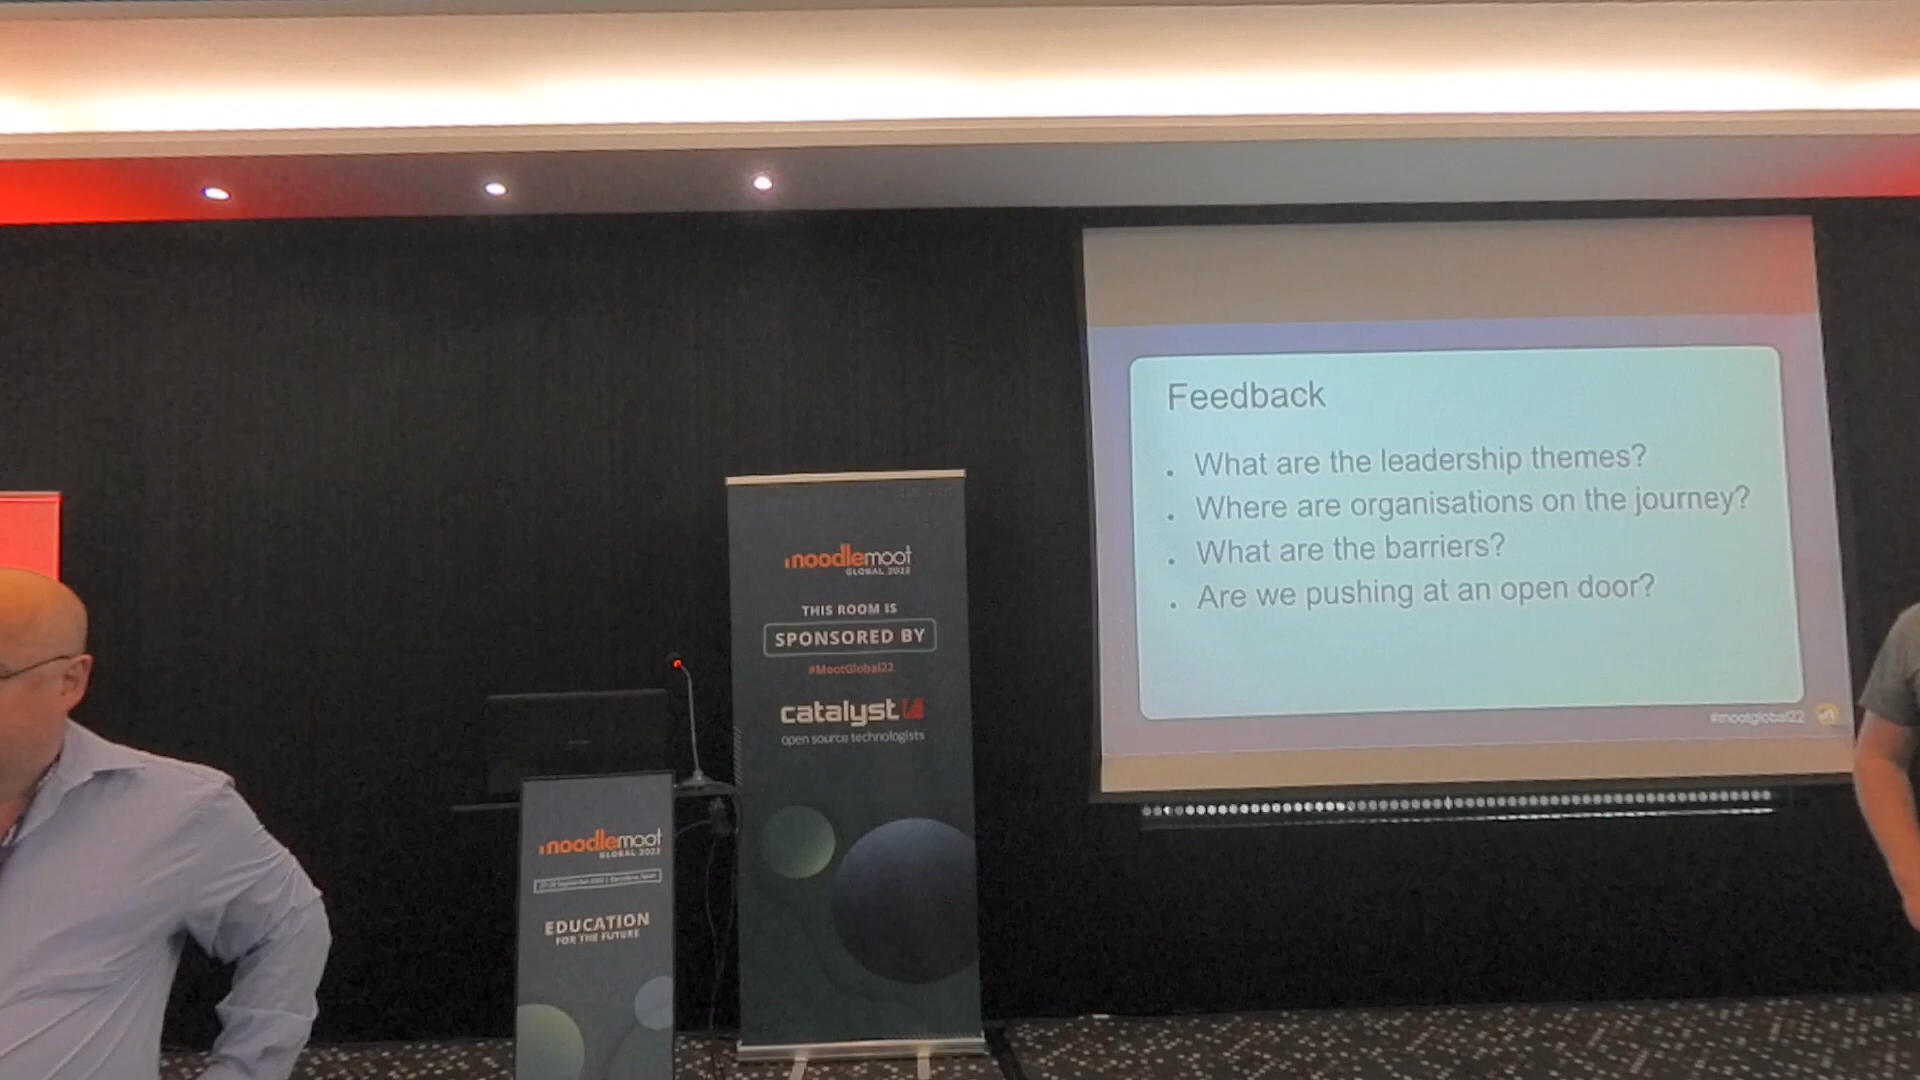 moodlemoot
GLOBAL 2022
THIS ROOM IS
SPONSORED BY
#MootGlobal22
catalyst
open source technologists
moodlemoot
GLOBAL 2022
EDUCATION
FOR THE FUTURE
Feedback
• What are the leadership themes?
• Where are organisations on the journey?
• What are the barriers?
• Are we pushing at an open door?
#mootglobal22